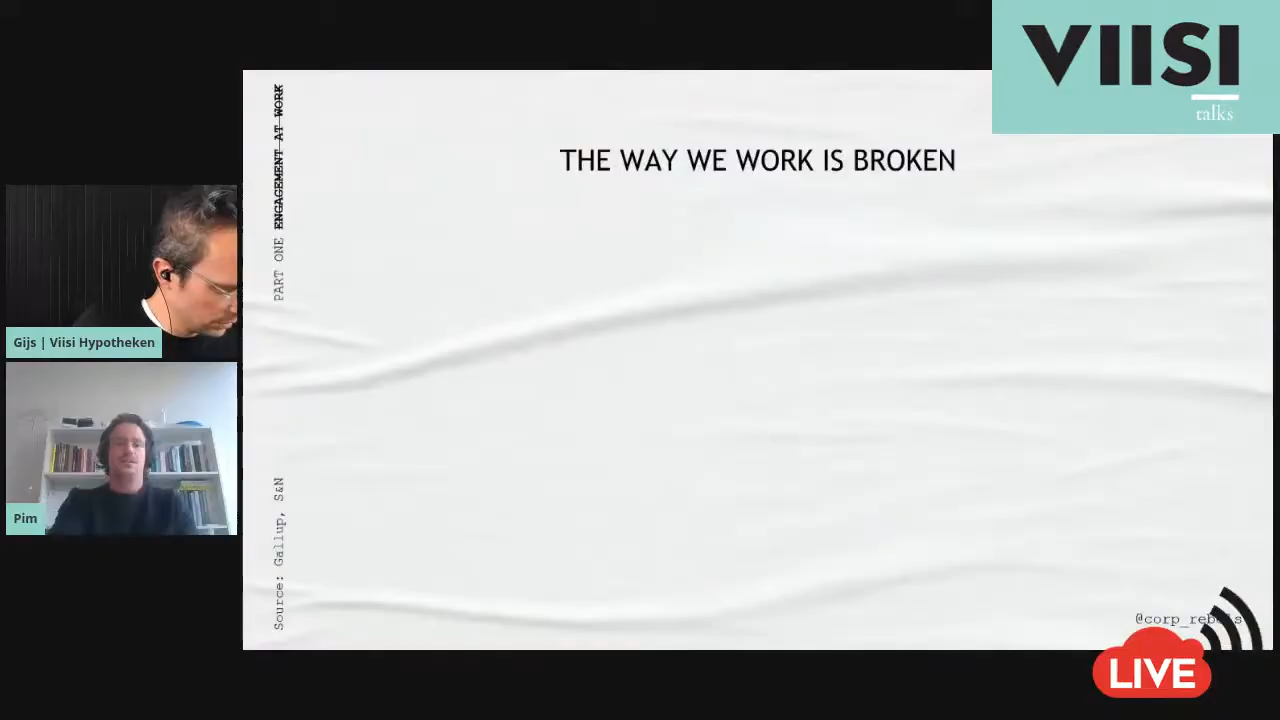 VIISI
talks
PART ONE ENGAGEMENT AT WORK
THE WAY WE WORK IS BROKEN
Gijs | Viisi Hypotheken
Pim
Source: Gallup, S&N
@corp_rebels
LIVE